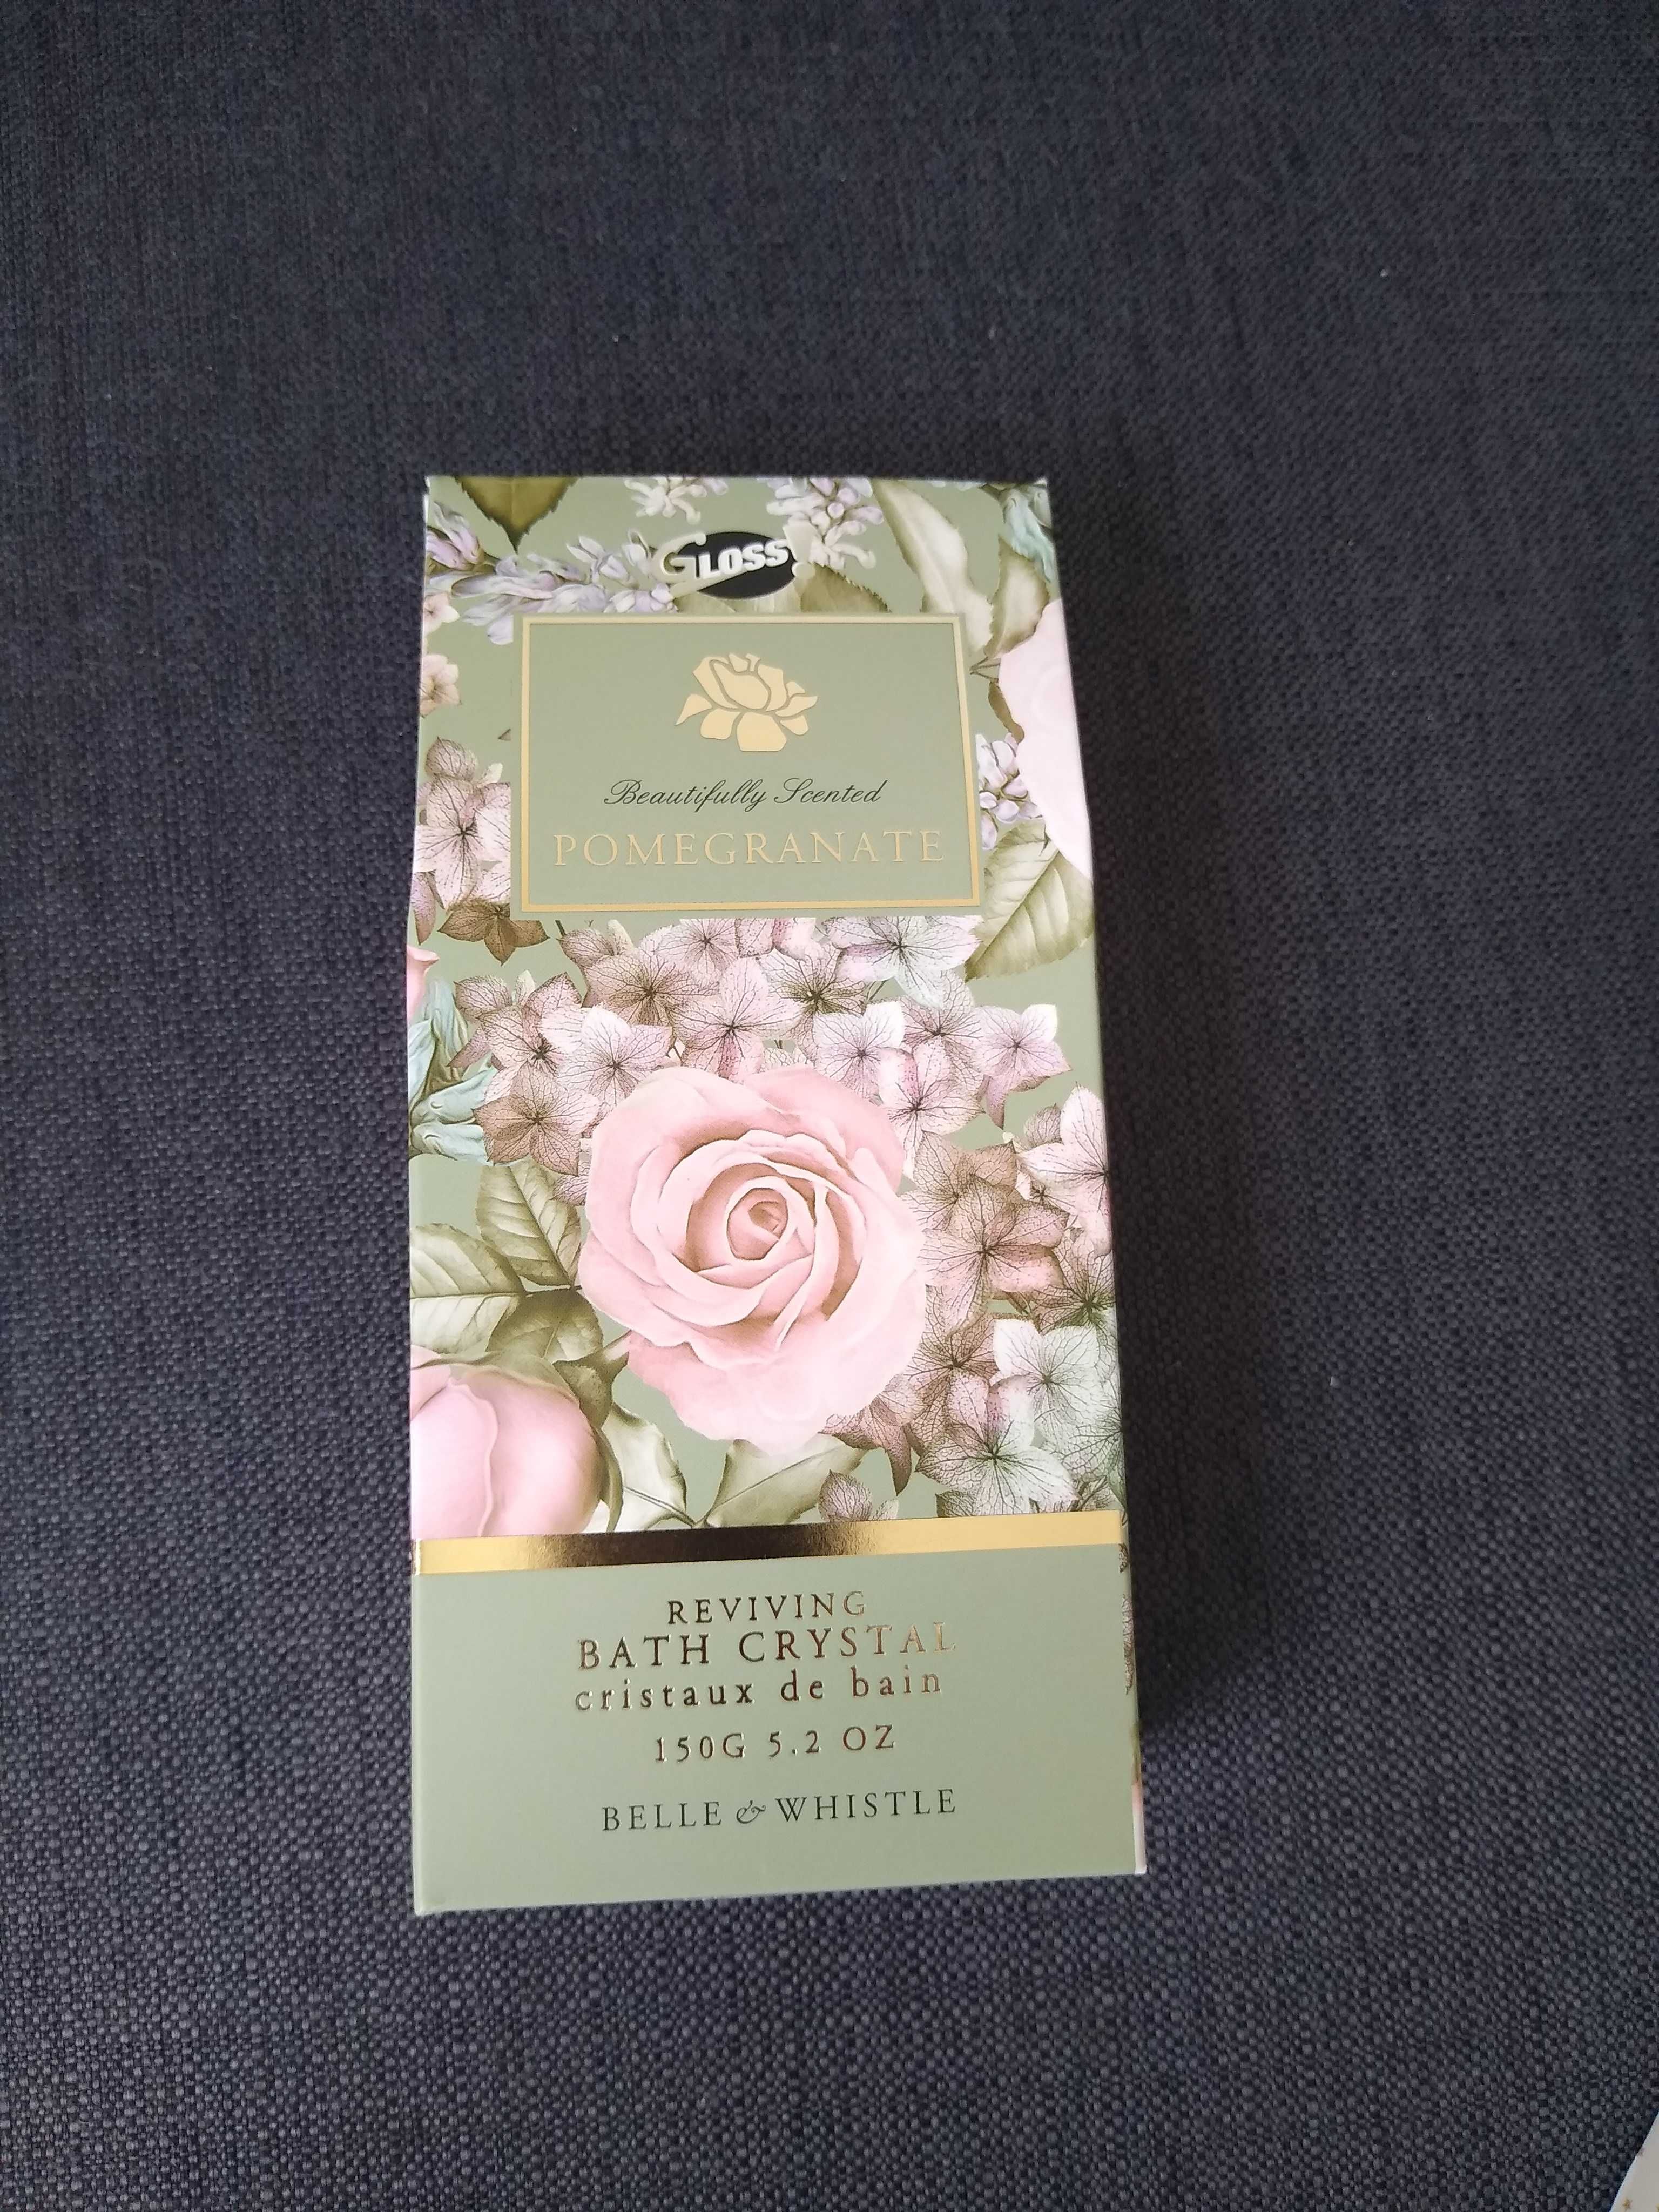 GLOSS!
Beautifully Scented
POMEGRANATE
REVIVING
BATH CRYSTAL
cristaux de bain
150G 5.2 OZ
BELLE & WHISTLE